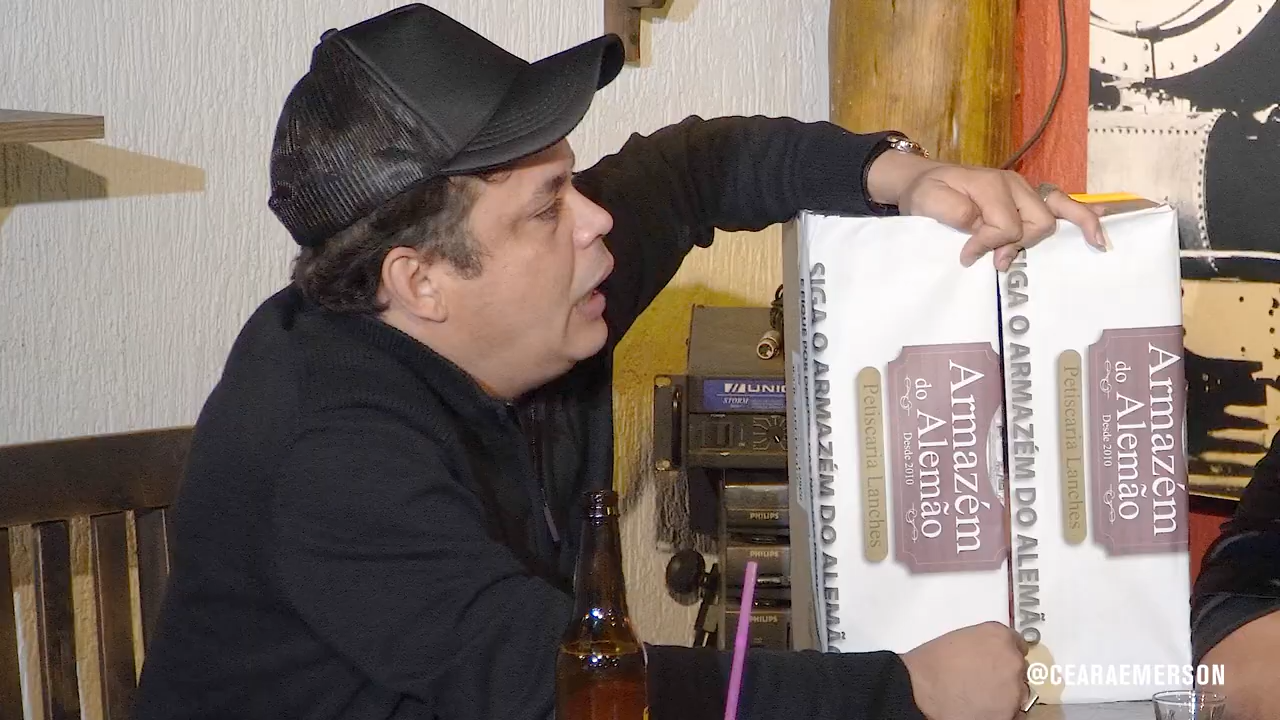 SIGA O ARMAZÉM DO ALEMÃO
Armazém
do Alemão
Desde 2010
Petiscaria Lanches
SIGA O ARMAZÉM DO ALEMÃO
Armazém
do Alemão
Desde 2010
Petiscaria Lanches
UNIC
STORM
PHILIPS
PHILIPS
PHILIPS
@CEARAEMERSON